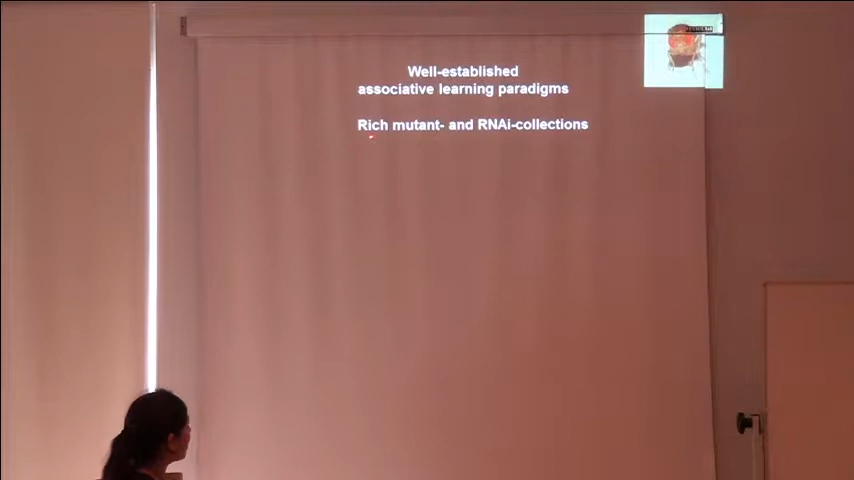 Well-established
associative learning paradigms
Rich mutant- and RNAi-collections